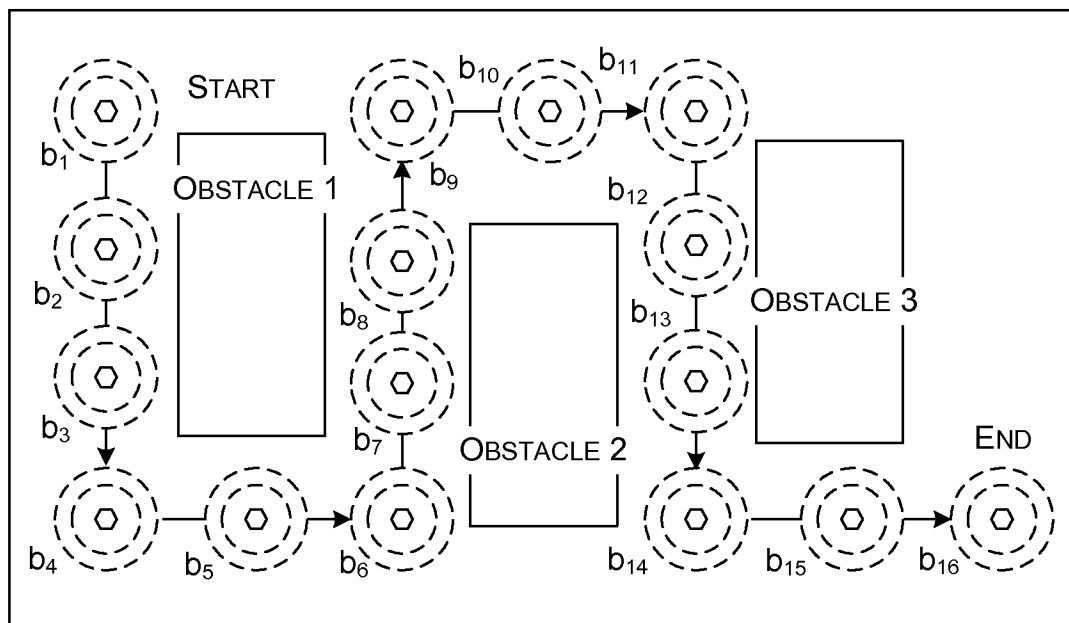 START
b1
b2
b3
b4
b5
b6
b7
b8
b9
b10
b11
b12
b13
b14
b15
b16
OBSTACLE 1
OBSTACLE 2
OBSTACLE 3
END